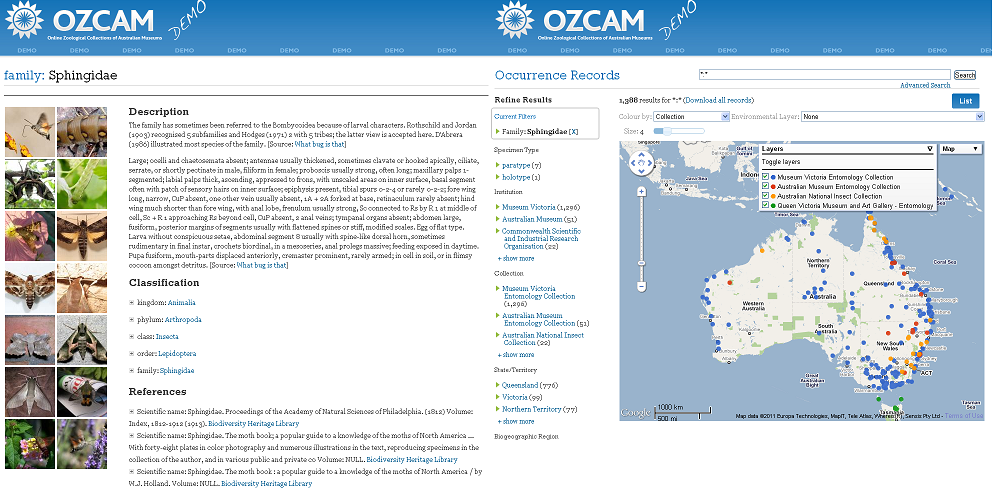 OZCAM DEMO
Online Zoological Collections of Australian Museums
DEMO DEMO DEMO DEMO DEMO DEMO DEMO DEMO
family: Sphingidae
Description
The family has sometimes been referred to the Bombycoidea because of larval characters. Rothschild and Jordan
(1903) recognised 5 subfamilies and Hodges (1971) 2 with 5 tribes; the latter view is accepted here. D'Abrera
(1986) illustrated most species of the family. [Source: What bug is that]
Large; ocelli and chaetosemata absent; antennae usually thickened, sometimes clavate or hooked apically, ciliate,
serrate, or shortly pectinate in male, filiform in female; proboscis usually strong, often long; maxillary palps 1-
segmented; labial palps thick, ascending, appressed to frons, with unscaled areas on inner surface, basal segment
often with patch of sensory hairs on inner surface; epiphysis present, tibial spurs 0-2-4 or rarely 0-2-2; fore wing
long, narrow, CuP absent, one other vein usually absent, 1A + 2A forked at base, retinaculum rarely absent; hind
wing much shorter than fore wing, with anal lobe, frenulum usually strong, Sc connected to Rs by R 1 at middle of
cell, Sc + R 1 approaching Rs beyond cell, CuP absent, 2 anal veins; tympanal organs absent; abdomen large,
fusiform, posterior margins of segments usually with flattened spines or stiff, modified scales. Egg of flat type.
Larva without conspicuous setae, abdominal segment 8 usually with spine-like dorsal horn, sometimes
rudimentary in final instar, crochets biordinal, in a mesoseries, anal prolegs massive; feeding exposed in daytime.
Pupa fusiform, mouth-parts displaced anteriorly, cremaster prominent, rarely armed; in cell in soil, or in flimsy
cocoon amongst detritus. [Source: What bug is that]
Classification
kingdom: Animalia
phylum: Arthropoda
class: Insecta
order: Lepidoptera
family: Sphingidae
References
Scientific name: Sphingidae. Proceedings of the Academy of Natural Sciences of Philadelphia. (1812) Volume:
Index, 1812-1912 (1913). Biodiversity Heritage Library
Scientific name: Sphingidae. The moth book; a popular guide to a knowledge of the moths of North America ....
With forty-eight plates in color photography and numerous illustrations in the text, reproducing specimens in the
collection of the author, and in various public and private co Volume: NULL. Biodiversity Heritage Library
Scientific name: Sphingidae. The moth book : a popular guide to a knowledge of the moths of North America / by
W.J. Holland. Volume: NULL. Biodiversity Heritage Library
OZCAM DEMO
Online Zoological Collections of Australian Museums
DEMO DEMO DEMO DEMO DEMO DEMO DEMO DEMO DEMO DEM
Occurrence Records
*:* Search
Advanced Search
Refine Results
Current Filters
Family: Sphingidae [X]
Specimen Type
paratype (7)
holotype (1)
Institution
Museum Victoria (1,296)
Australian Museum (51)
Commonwealth Scientific
and Industrial Research
Organisation (22)
+ show more
Collection
Museum Victoria
Entomology Collection
(1,296)
Australian Museum
Entomology Collection (51)
Australian National Insect
Collection (22)
+ show more
State/Territory
Queensland (776)
Victoria (99)
Northern Territory (77)
+ show more
Biogeographic Region
1,388 results for *:* (Download all records)
List
Colour by: Collection Environmental Layer: None
Size: 4
Layers
Toggle layers
Museum Victoria Entomology Collection
Australian Museum Entomology Collection
Australian National Insect Collection
Queen Victoria Museum and Art Gallery - Entomology
Map
Singapore
Gulf of
Indon
Timor Sea
Coral Sea
Northern
Territory
Queensland
Western
Australia
Australia
South
Australia
New South
Wales
ACT
Great
Australian
Bight
Victoria
Tasmania
Tasman
Sea
Perth
Kalgoorlie
Albany
Adelaide
Sydney
Google
1000 km
500 mi
Map data ©2011 Europa Technologies, MapIT, Tele Atlas, Whereis(R), Sensis Pty Ltd - Terms of Use